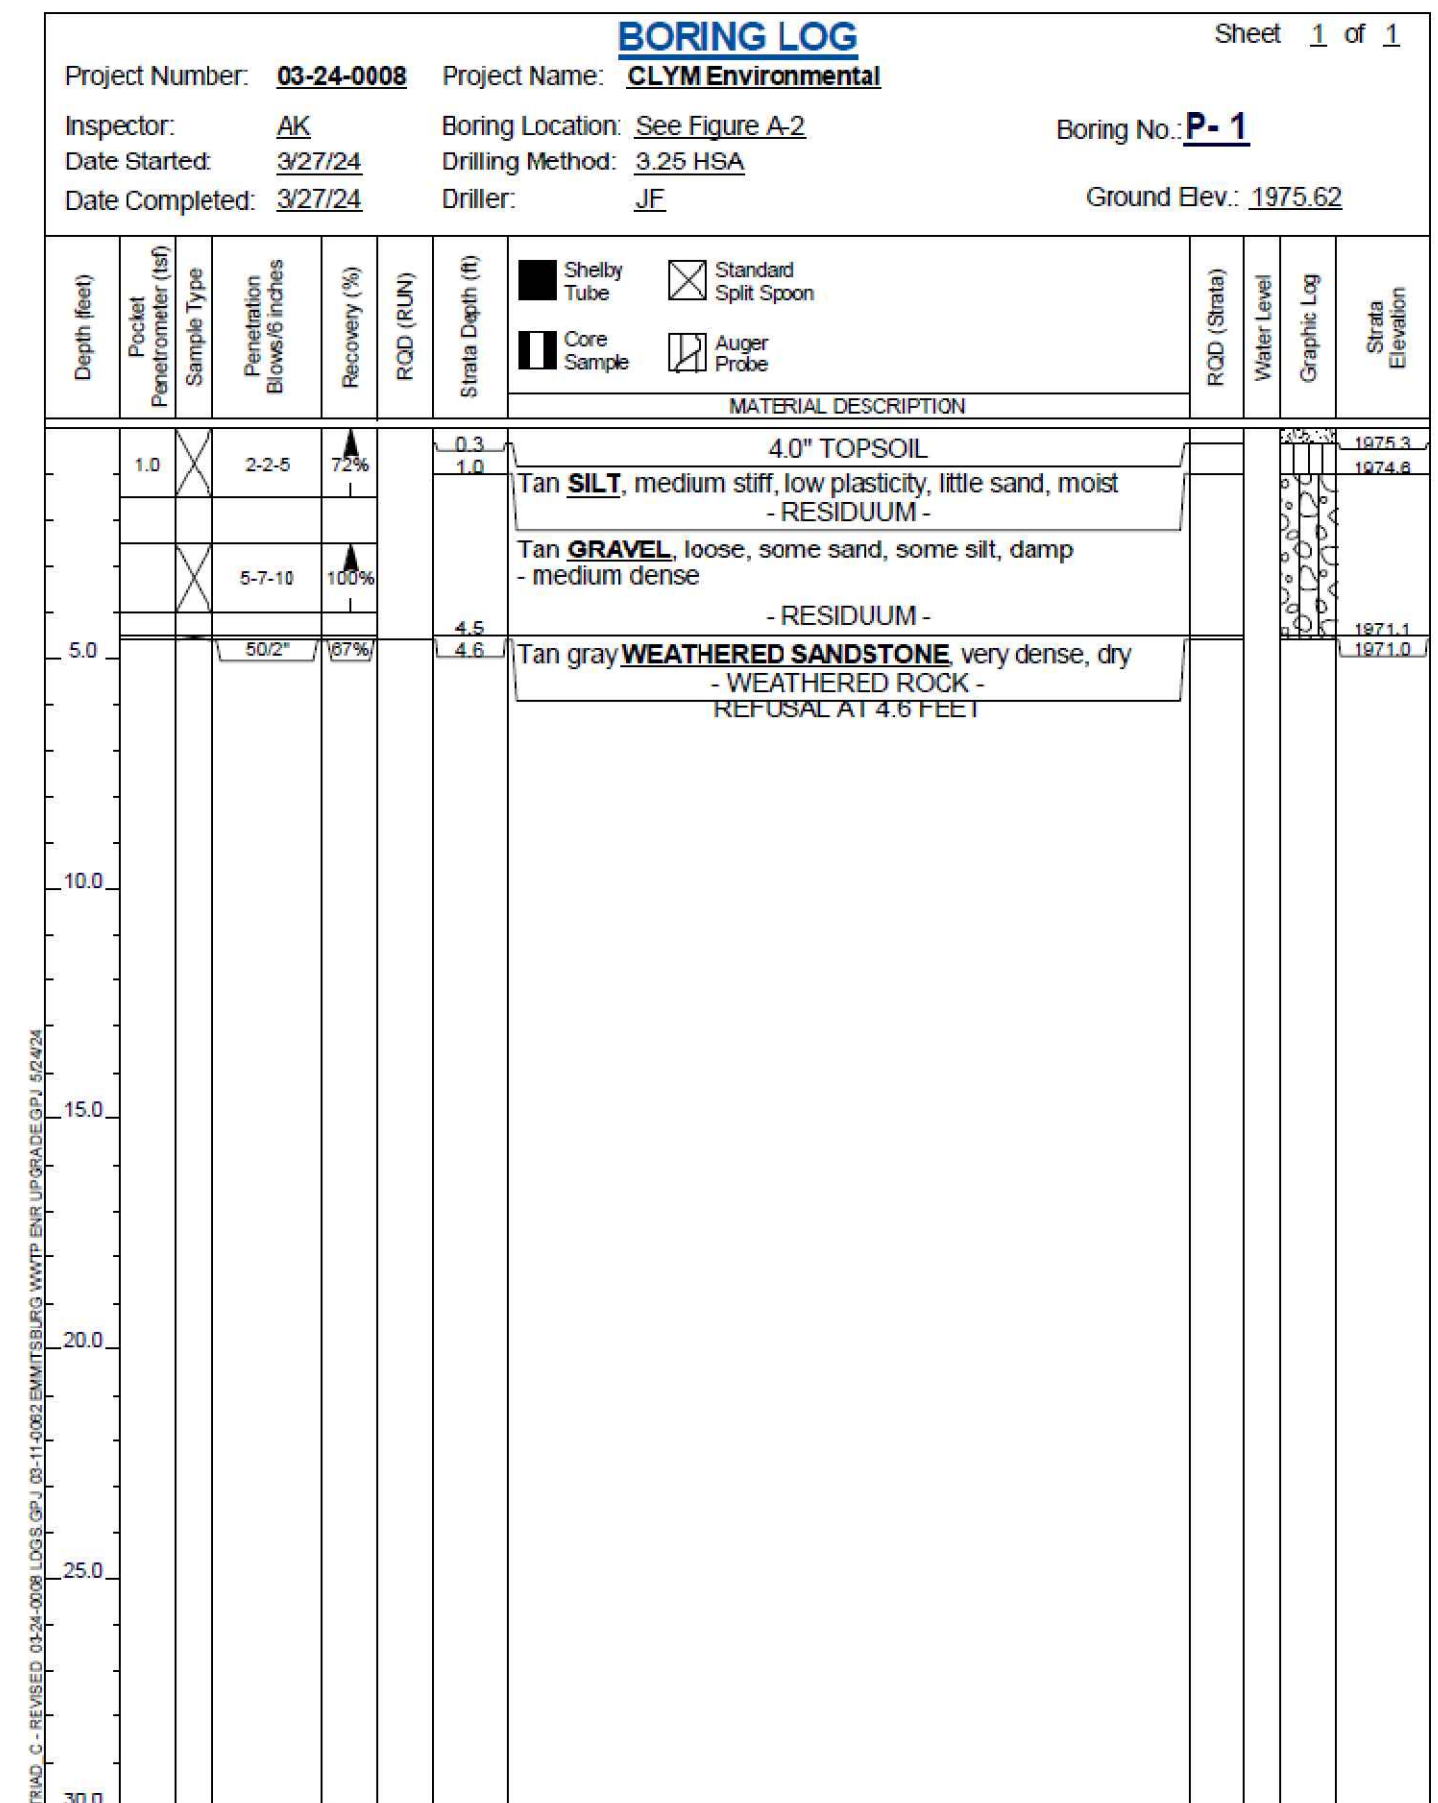 BORING LOG
Sheet 1 of 1
Project Number: 03-24-0008 Project Name: CLYM Environmental
Inspector: AK Boring Location: See Figure A-2 Boring No.: P- 1
Date Started: 3/27/24 Drilling Method: 3.25 HSA
Date Completed: 3/27/24 Driller: JF Ground Elev.: 1975.62
Depth (feet)
Pocket
Penetrometer (tsf)
Sample Type
Penetration
Blows/6 inches
Recovery (%)
RQD (RUN)
Strata Depth (ft)
Shelby
Tube
Standard
Split Spoon
Core
Sample
Auger
Probe
MATERIAL DESCRIPTION
RQD (Strata)
Water Level
Graphic Log
Strata
Elevation
0.3 4.0" TOPSOIL 1975.3
1.0 2-2-5 72% 1.0 1974.6
Tan SILT, medium stiff, low plasticity, little sand, moist
- RESIDUUM -
Tan GRAVEL, loose, some sand, some silt, damp
5-7-10 100% - medium dense
- RESIDUUM -
4.5 1971.1
5.0 50/2" 67% 4.6 Tan gray WEATHERED SANDSTONE, very dense, dry 1971.0
- WEATHERED ROCK -
REFUSAL AT 4.6 FEET
10.0
15.0
20.0
25.0
30.0
TRIAD_C - REVISED 03-24-0008 LOGS.GPJ 03-11-0062 EMMITSBURG WWTP ENR UPGRADE.GPJ 5/24/24